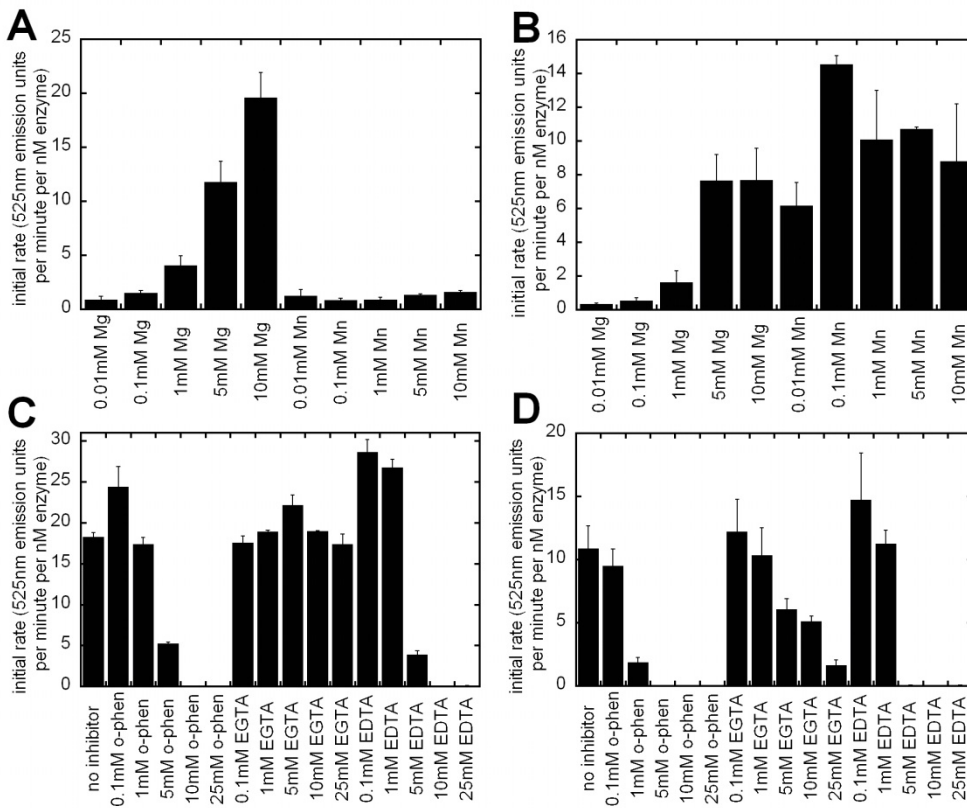 A
initial rate (525nm emission units
per minute per nM enzyme)
25
20
15
10
5
0
0.01mM Mg
0.1mM Mg
1mM Mg
5mM Mg
10mM Mg
0.01mM Mn
0.1mM Mn
1mM Mn
5mM Mn
10mM Mn
B
initial rate (525nm emission units
per minute per nM enzyme)
16
14
12
10
8
6
4
2
0
0.01mM Mg
0.1mM Mg
1mM Mg
5mM Mg
10mM Mg
0.01mM Mn
0.1mM Mn
1mM Mn
5mM Mn
10mM Mn
C
initial rate (525nm emission units
per minute per nM enzyme)
30
25
20
15
10
5
0
no inhibitor
0.1mM o-phen
1mM o-phen
5mM o-phen
10mM o-phen
25mM o-phen
0.1mM EGTA
1mM EGTA
5mM EGTA
10mM EGTA
25mM EGTA
0.1mM EDTA
1mM EDTA
5mM EDTA
10mM EDTA
25mM EDTA
D
initial rate (525nm emission units
per minute per nM enzyme)
20
15
10
5
0
no inhibitor
0.1mM o-phen
1mM o-phen
5mM o-phen
10mM o-phen
25mM o-phen
0.1mM EGTA
1mM EGTA
5mM EGTA
10mM EGTA
25mM EGTA
0.1mM EDTA
1mM EDTA
5mM EDTA
10mM EDTA
25mM EDTA